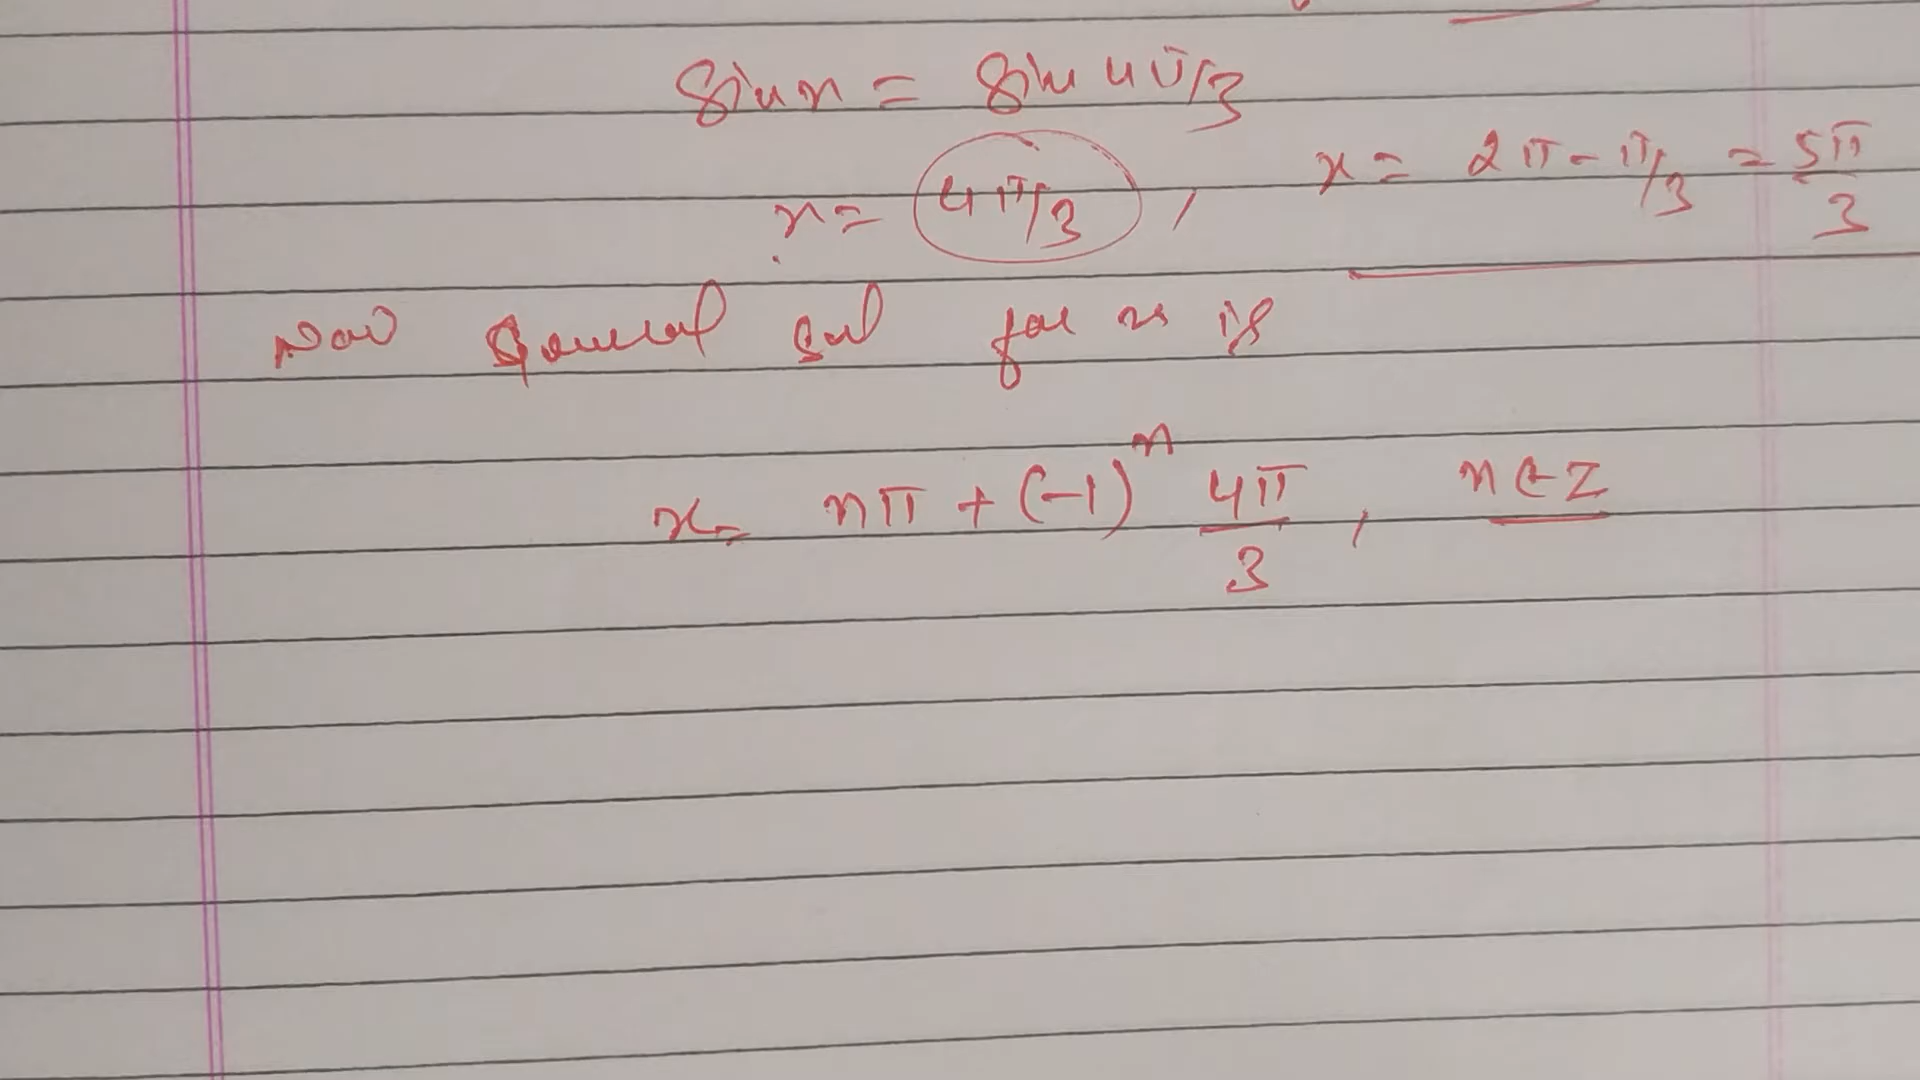 sin x = sin 4π/3
x = 4π/3 , x = 2π - π/3 = 5π/3
Now General Sol for x is
x = nπ + (-1)^n 4π/3 , n ∈ Z